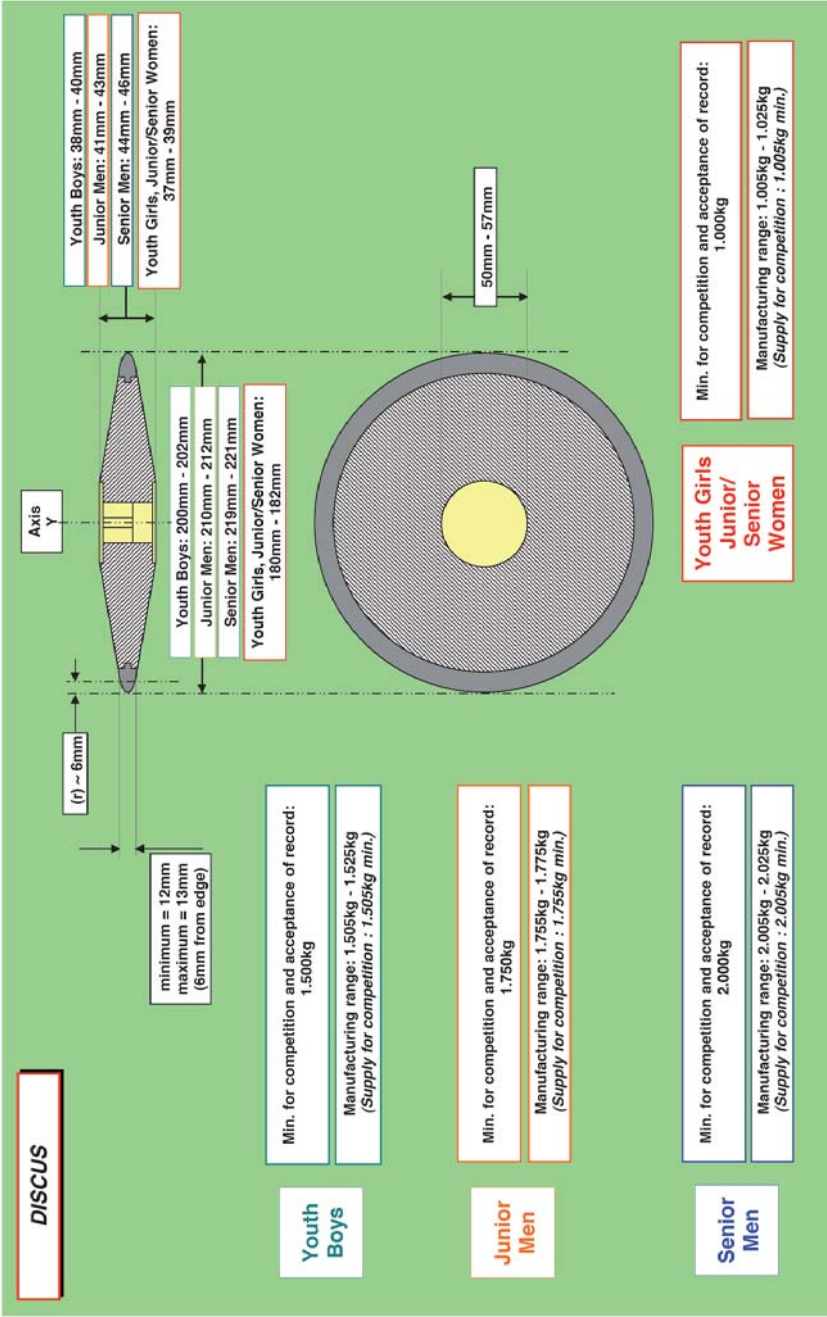 DISCUS
Axis
Y
(r) ~ 6mm
minimum = 12mm
maximum = 13mm
(6mm from edge)
Youth Boys: 38mm - 40mm
Junior Men: 41mm - 43mm
Senior Men: 44mm - 46mm
Youth Girls, Junior/Senior Women:
37mm - 39mm
Youth Boys: 200mm - 202mm
Junior Men: 210mm - 212mm
Senior Men: 219mm - 221mm
Youth Girls, Junior/Senior Women:
180mm - 182mm
50mm - 57mm
Youth
Boys
Min. for competition and acceptance of record:
1.500kg
Manufacturing range: 1.505kg - 1.525kg
(Supply for competition : 1.505kg min.)
Junior
Men
Min. for competition and acceptance of record:
1.750kg
Manufacturing range: 1.755kg - 1.775kg
(Supply for competition : 1.755kg min.)
Senior
Men
Min. for competition and acceptance of record:
2.000kg
Manufacturing range: 2.005kg - 2.025kg
(Supply for competition : 2.005kg min.)
Youth Girls
Junior/
Senior
Women
Min. for competition and acceptance of record:
1.000kg
Manufacturing range: 1.005kg - 1.025kg
(Supply for competition : 1.005kg min.)